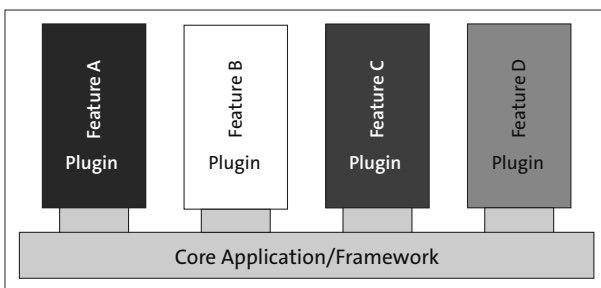 Feature A
Plugin
Feature B
Plugin
Feature C
Plugin
Feature D
Plugin
Core Application/Framework